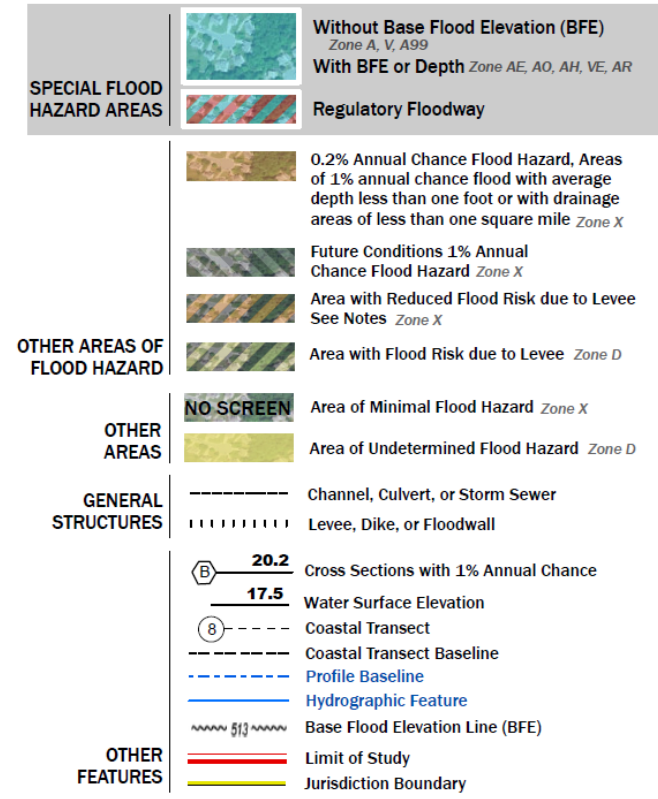 Without Base Flood Elevation (BFE)
Zone A, V, A99
With BFE or Depth Zone AE, AO, AH, VE, AR
SPECIAL FLOOD
HAZARD AREAS
Regulatory Floodway
0.2% Annual Chance Flood Hazard, Areas
of 1% annual chance flood with average
depth less than one foot or with drainage
areas of less than one square mile Zone X
Future Conditions 1% Annual
Chance Flood Hazard Zone X
Area with Reduced Flood Risk due to Levee
See Notes Zone X
OTHER AREAS OF
FLOOD HAZARD
Area with Flood Risk due to Levee Zone D
NO SCREEN Area of Minimal Flood Hazard Zone X
OTHER
AREAS
Area of Undetermined Flood Hazard Zone D
GENERAL
STRUCTURES
Channel, Culvert, or Storm Sewer
Levee, Dike, or Floodwall
B 20.2 Cross Sections with 1% Annual Chance
17.5 Water Surface Elevation
8 Coastal Transect
Coastal Transect Baseline
Profile Baseline
Hydrographic Feature
513 Base Flood Elevation Line (BFE)
OTHER
FEATURES
Limit of Study
Jurisdiction Boundary